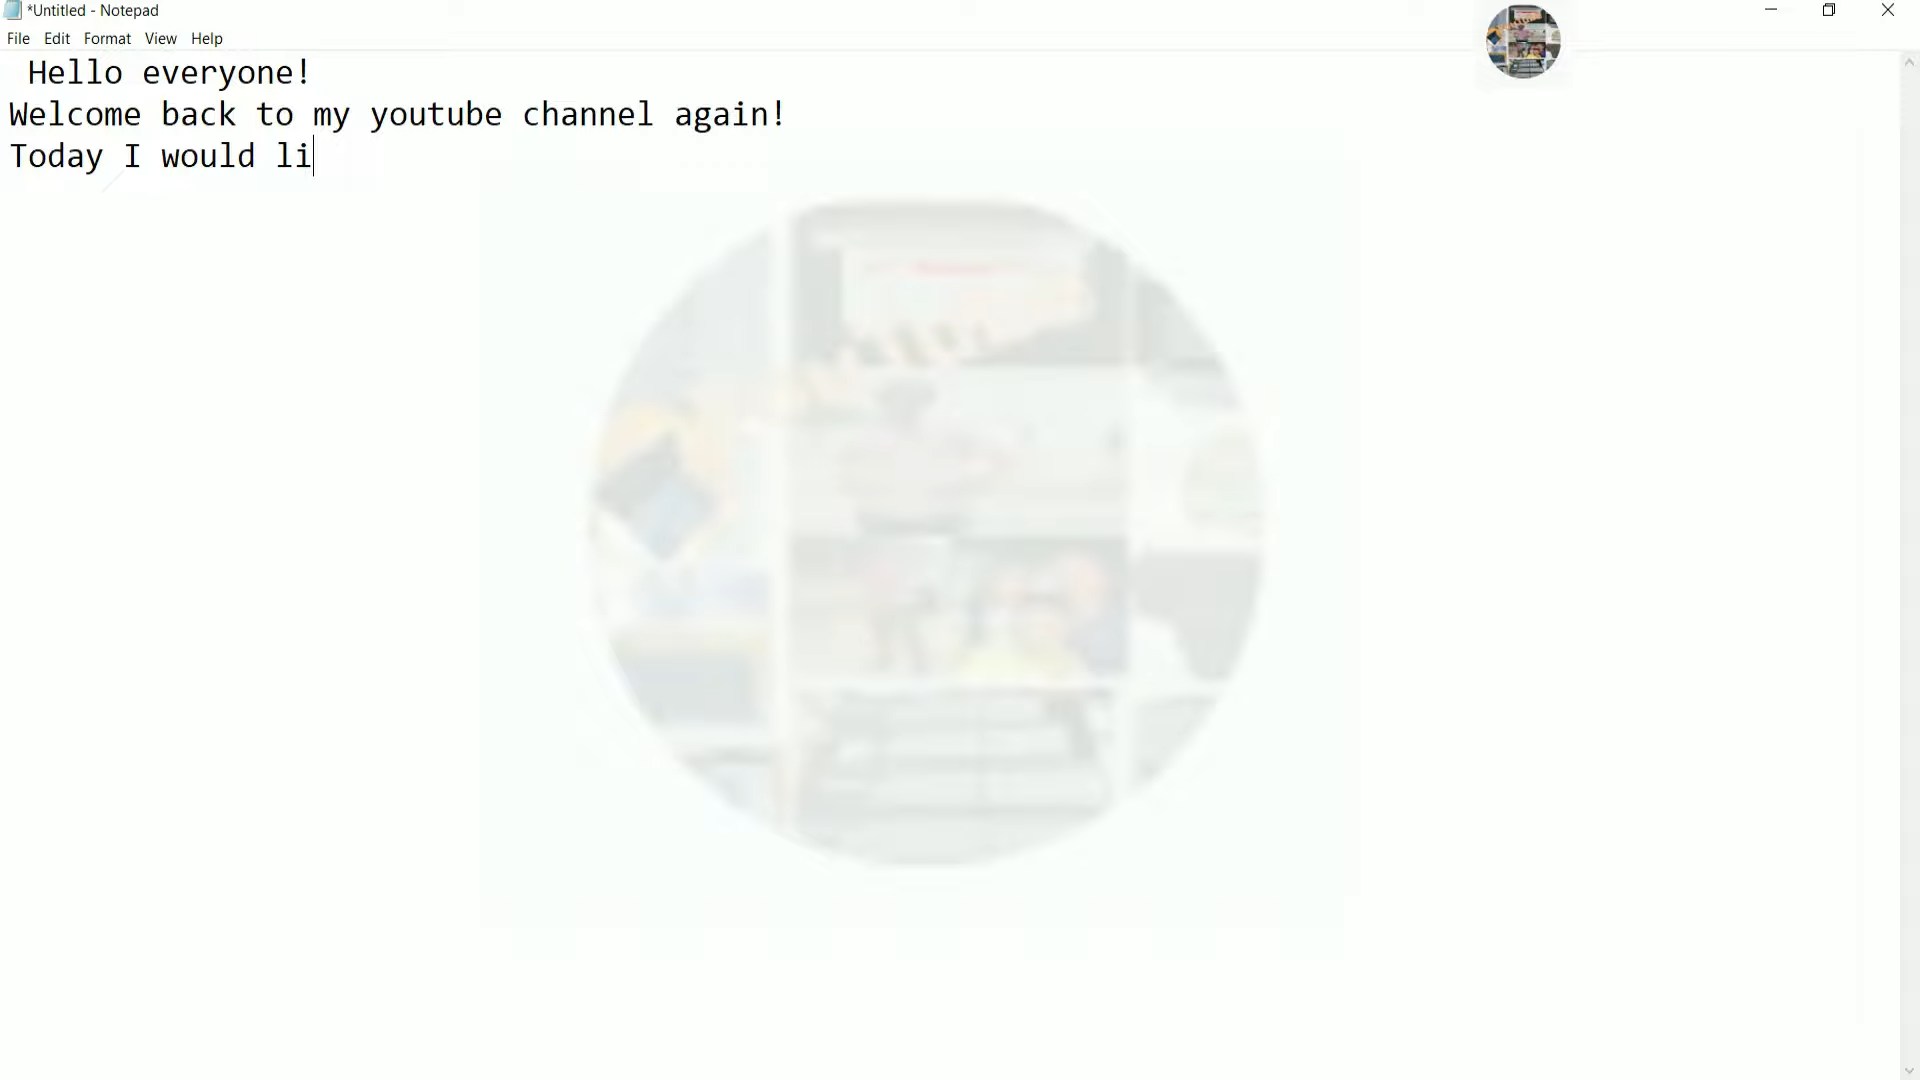 *Untitled - Notepad
File Edit Format View Help
Hello everyone!
Welcome back to my youtube channel again!
Today I would li